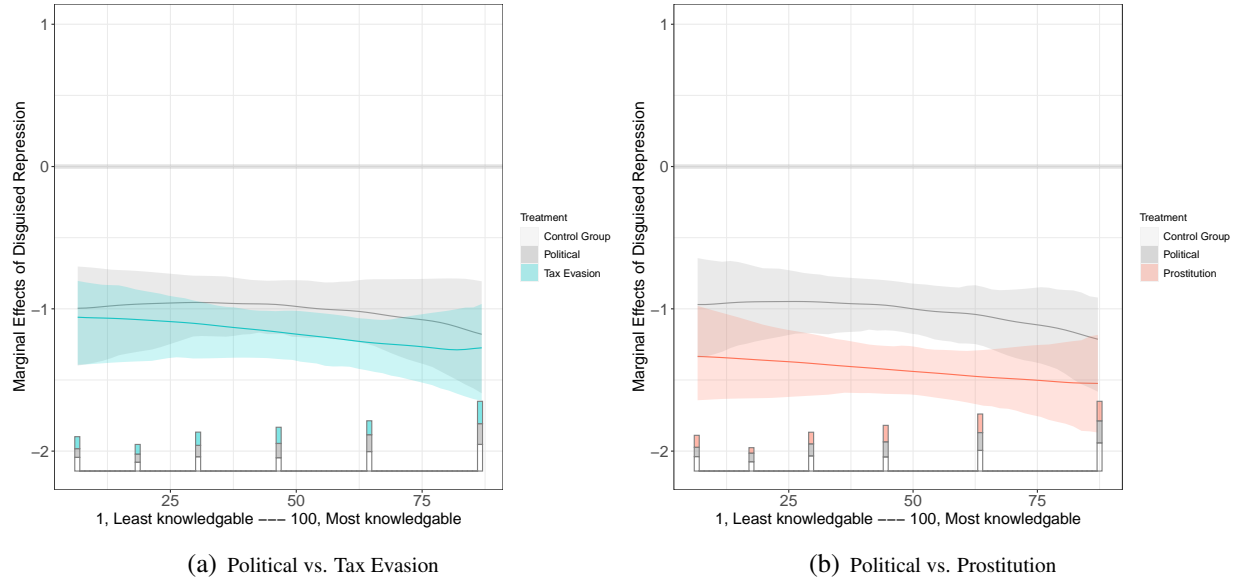 Marginal Effects of Disguised Repression
1
0
−1
−2
25
50
75
1, Least knowledgable −−− 100, Most knowledgable
Treatment
Control Group
Political
Tax Evasion
(a) Political vs. Tax Evasion
Marginal Effects of Disguised Repression
1
0
−1
−2
25
50
75
1, Least knowledgable −−− 100, Most knowledgable
Treatment
Control Group
Political
Prostitution
(b) Political vs. Prostitution